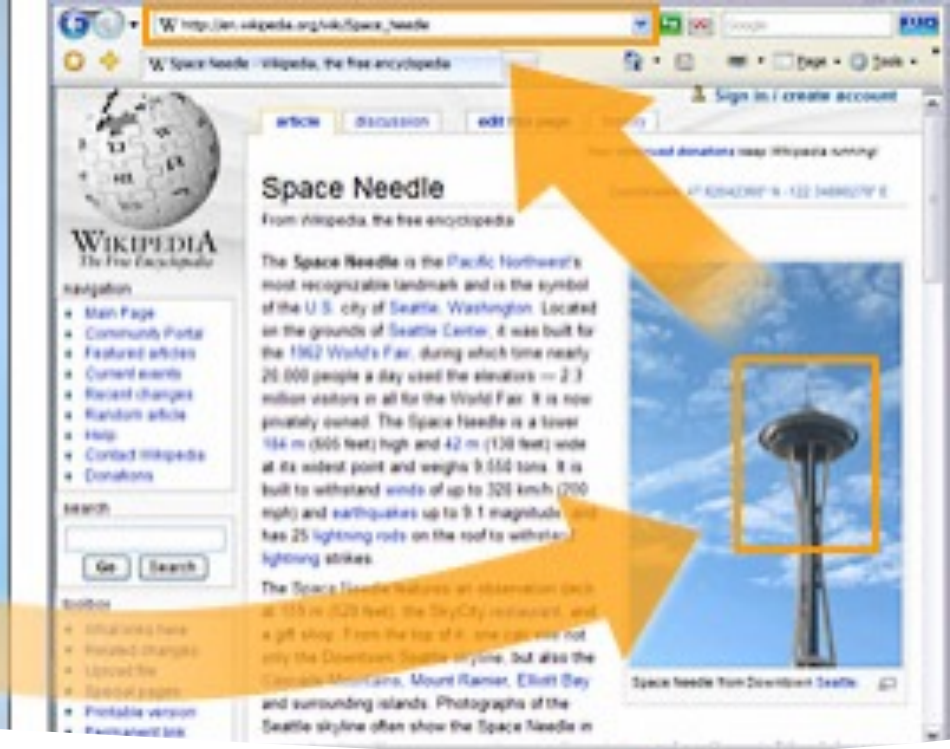 W http://en.wikipedia.org/wiki/Space_Needle
Google
W Space Needle - Wikipedia, the free encyclopedia
Page
Tools
Sign in / create account
article
discussion
edit this page
donations keep Wikipedia running!
Space Needle
From Wikipedia, the free encyclopedia
WIKIPEDIA
The Free Encyclopedia
navigation
Main Page
Community Portal
Featured articles
Current events
Recent changes
Random article
Help
Contact Wikipedia
Donations
search
Go
Search
toolbox
What links here
Related changes
Upload file
Special pages
Printable version
Permanent link
The Space Needle is the Pacific Northwest's
most recognizable landmark and is the symbol
of the U.S. city of Seattle, Washington. Located
on the grounds of Seattle Center, it was built for
the 1962 World's Fair, during which time nearly
20,000 people a day used the elevators — 2.3
million visitors in all for the World Fair. It is now
privately owned. The Space Needle is a tower
184 m (605 feet) high and 42 m (138 feet) wide
at its widest point and weighs 9,550 tons. It is
built to withstand winds of up to 320 km/h (200
mph) and earthquakes up to 9.1 magnitude, and
has 25 lightning rods on the roof to withstand
lightning strikes.
The Space Needle features an observation deck
at 159 m (520 feet), the SkyCity restaurant, and
a gift shop. From the top of it, one can see not
only the Downtown Seattle skyline, but also the
Cascade Mountains, Mount Rainier, Elliott Bay
and surrounding islands. Photographs of the
Seattle skyline often show the Space Needle in
Space Needle from Downtown Seattle.